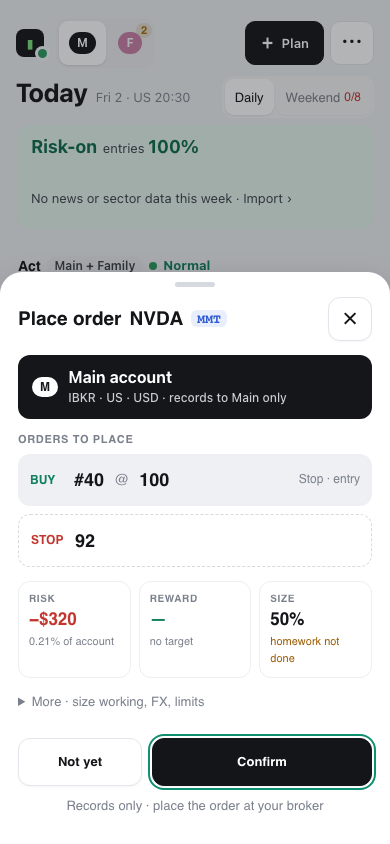 M F 2 + Plan ···
Today Fri 2 · US 20:30 Daily Weekend 0/8
Risk-on entries 100%
No news or sector data this week · Import ›
Act Main + Family Normal
Place order NVDA MMT ✕
M Main account
IBKR · US · USD · records to Main only
ORDERS TO PLACE
BUY #40 @ 100 Stop · entry
STOP 92
RISK REWARD SIZE
−$320 — 50%
0.21% of account no target homework not
done
▶ More · size working, FX, limits
Not yet Confirm
Records only · place the order at your broker